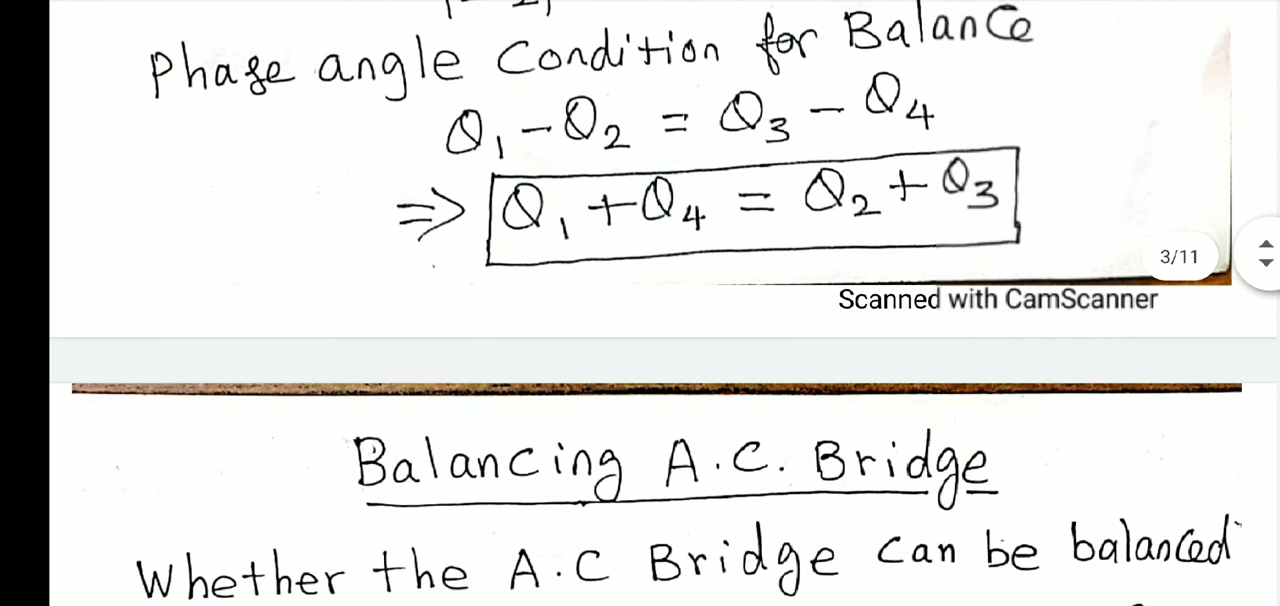 Phase angle Condition for Balance
θ₁ - θ₂ = θ₃ - θ₄
⇒ θ₁ + θ₄ = θ₂ + θ₃
3/11
Scanned with CamScanner
Balancing A.C. Bridge
Whether the A.C Bridge can be balanced